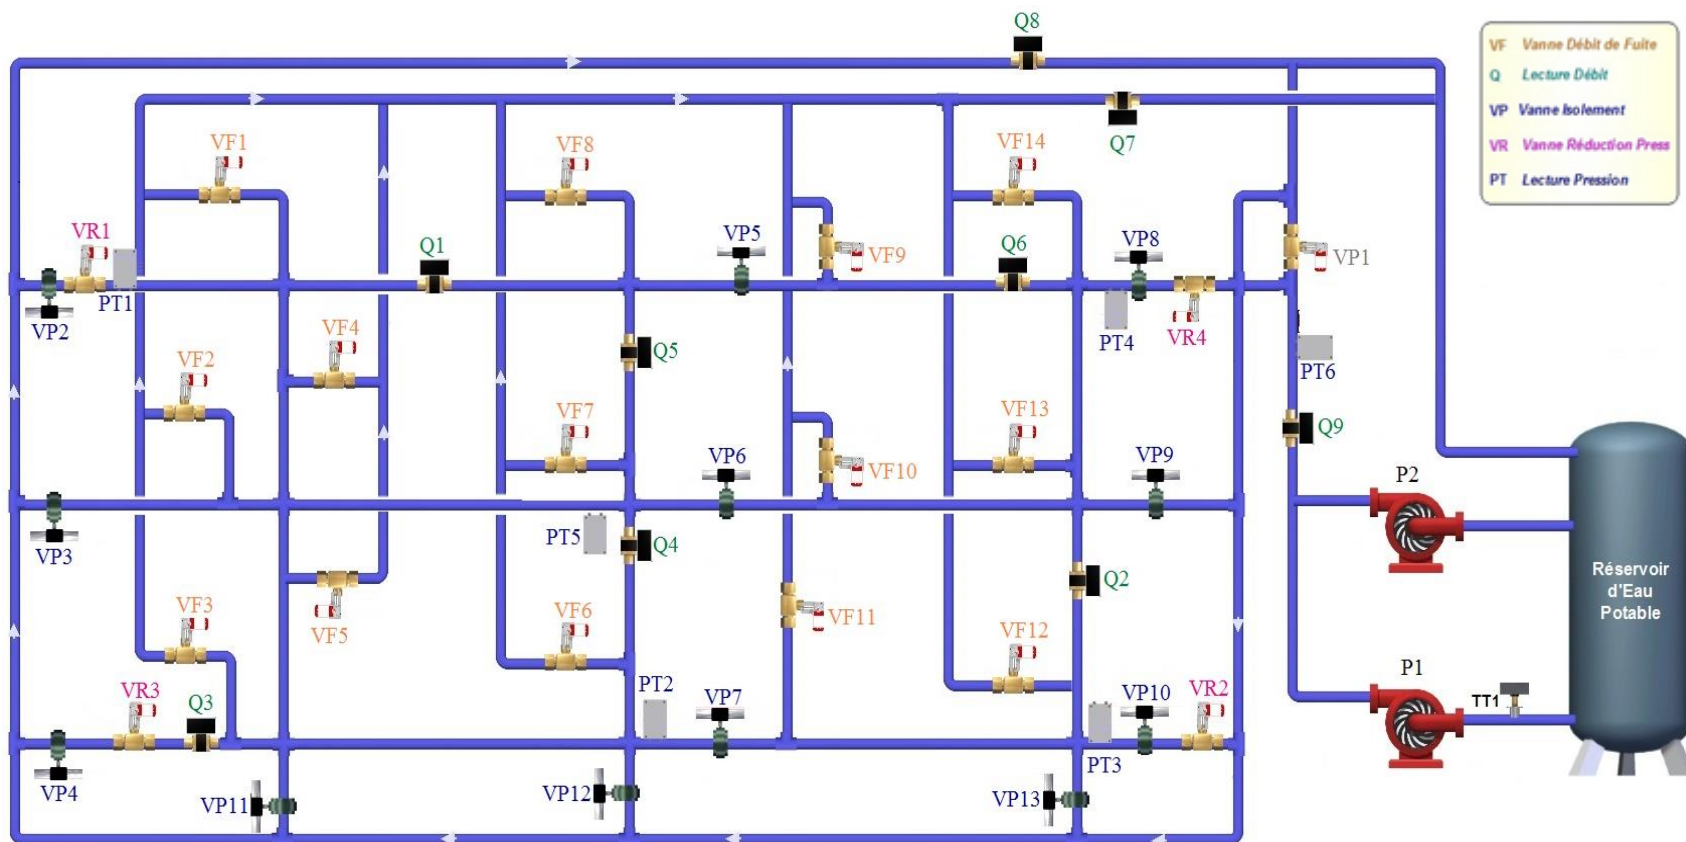 Q8
VF Vanne Débit de Fuite
Q Lecture Débit
VP Vanne Isolement
VR Vanne Réduction Press
PT Lecture Pression
VF1
VF8
VF14
Q7
VR1
Q1
VP5
VF9
Q6
VP8
VP1
PT1
VP2
VF4
Q5
PT4
VR4
PT6
VF2
VF7
VF13
Q9
VP6
VF10
VP9
P2
VP3
PT5
Q4
Q2
Réservoir
d'Eau
Potable
VF3
VF5
VF6
VF11
VF12
P1
VR3
Q3
PT2
VP7
VP10
VR2
TT1
PT3
VP4
VP11
VP12
VP13